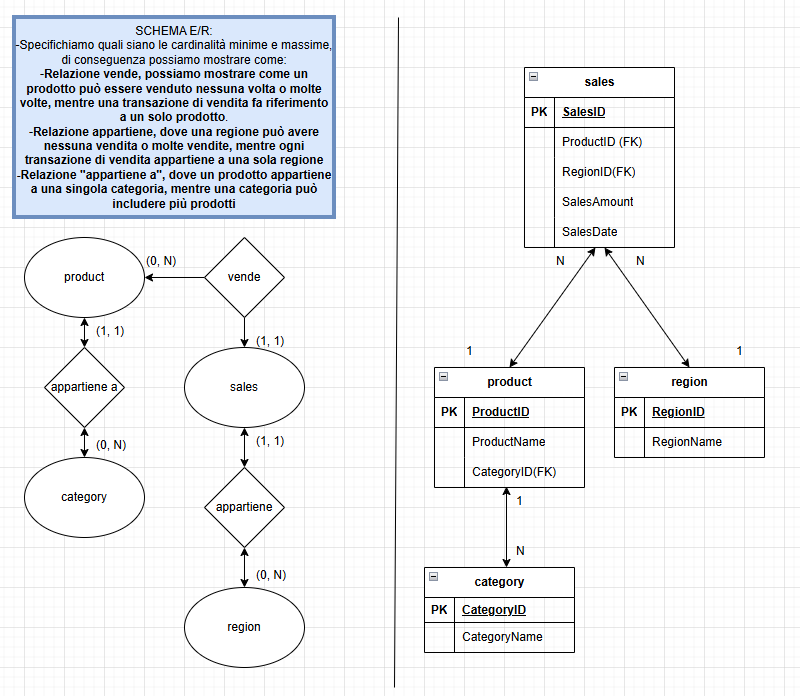 SCHEMA E/R:
-Specifichiamo quali siano le cardinalità minime e massime,
di conseguenza possiamo mostrare come:
-Relazione vende, possiamo mostrare come un
prodotto può essere venduto nessuna volta o molte
volte, mentre una transazione di vendita fa riferimento
a un solo prodotto.
-Relazione appartiene, dove una regione può avere
nessuna vendita o molte vendite, mentre ogni
transazione di vendita appartiene a una sola regione
-Relazione "appartiene a", dove un prodotto appartiene
a una singola categoria, mentre una categoria può
includere più prodotti
product
(0, N)
vende
(1, 1)
(1, 1)
appartiene a
sales
(0, N)
(1, 1)
category
appartiene
(0, N)
region
sales
PK SalesID
ProductID (FK)
RegionID(FK)
SalesAmount
SalesDate
N
N
1
1
product
PK ProductID
ProductName
CategoryID(FK)
region
PK RegionID
RegionName
1
N
category
PK CategoryID
CategoryName